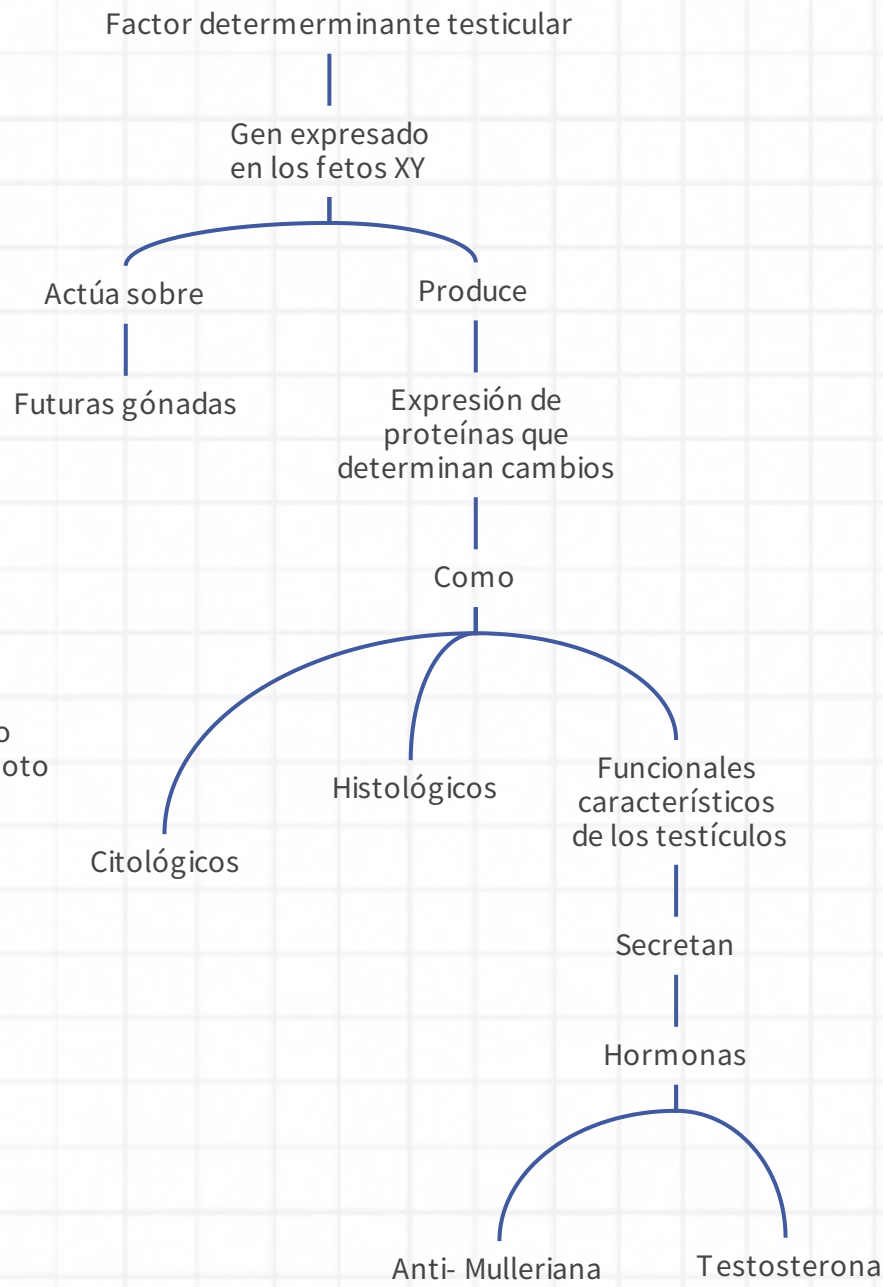 Factor determerminante testicular
Gen expresado
en los fetos XY
Actúa sobre
Produce
Futuras gónadas
Expresión de
proteínas que
determinan cambios
Como
Histológicos
Citológicos
Funcionales
característicos
de los testículos
Secretan
Hormonas
Anti- Mulleriana
Testosterona